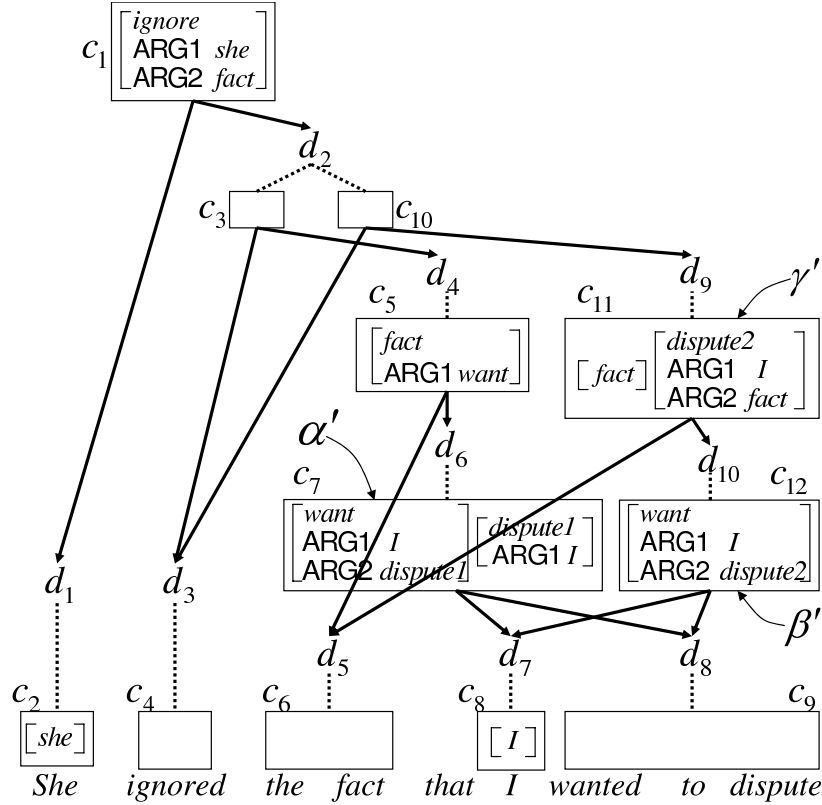 c1
ignore
ARG1 she
ARG2 fact
d2
c3
c10
d4
d9
γ'
c5
c11
fact
ARG1 want
[fact]
dispute2
ARG1 I
ARG2 fact
α'
d6
d10
c7
c12
want
ARG1 I
ARG2 dispute1
dispute1
ARG1 I
want
ARG1 I
ARG2 dispute2
β'
d1
d3
d5
d7
d8
c2
c4
c6
c8
c9
[she]
[I]
She ignored the fact that I wanted to dispute